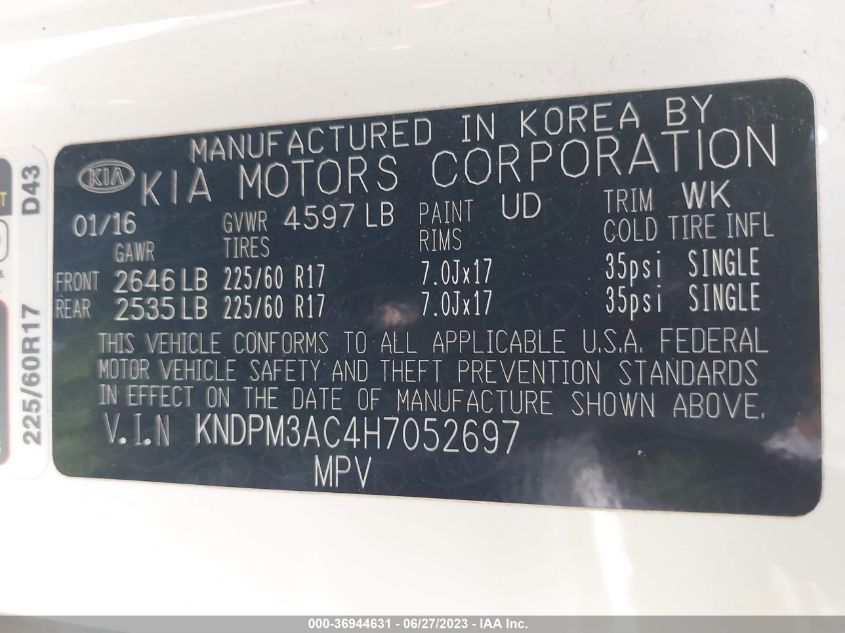 MANUFACTURED IN KOREA BY
KIA KIA MOTORS CORPORATION
01/16 GVWR 4597 LB PAINT UD TRIM WK
GAWR TIRES RIMS COLD TIRE INFL
FRONT 2646 LB 225/60 R17 7.0Jx17 35psi SINGLE
REAR 2535 LB 225/60 R17 7.0Jx17 35psi SINGLE
THIS VEHICLE CONFORMS TO ALL APPLICABLE U.S.A. FEDERAL
MOTOR VEHICLE SAFETY AND THEFT PREVENTION STANDARDS
IN EFFECT ON THE DATE OF MANUFACTURE SHOWN ABOVE.
V.I.N KNDPM3AC4H7052697
MPV
225/60R17 D43
000-36944631 - 06/27/2023 - IAA Inc.